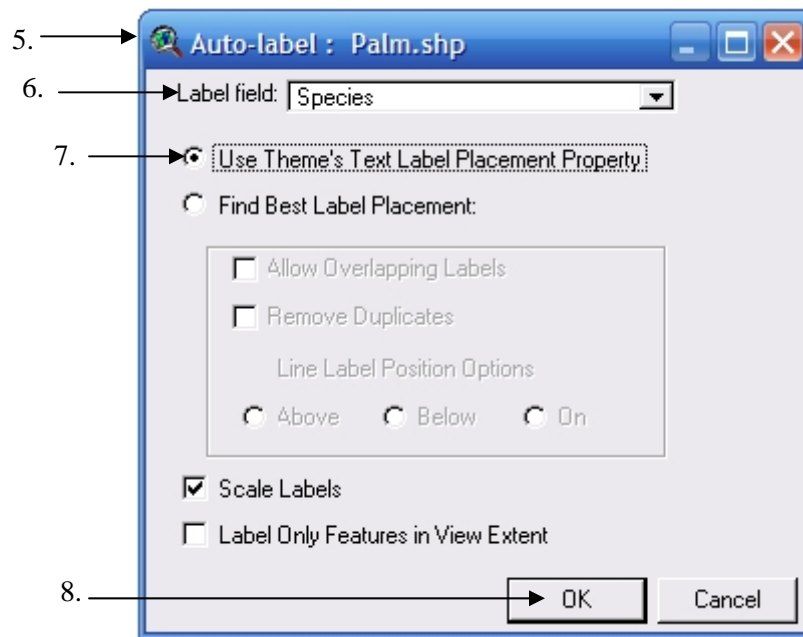 5. Auto-label : Palm.shp
6. Label field: Species
7. Use Theme's Text Label Placement Property
Find Best Label Placement:
Allow Overlapping Labels
Remove Duplicates
Line Label Position Options
Above Below On
Scale Labels
Label Only Features in View Extent
8. OK Cancel